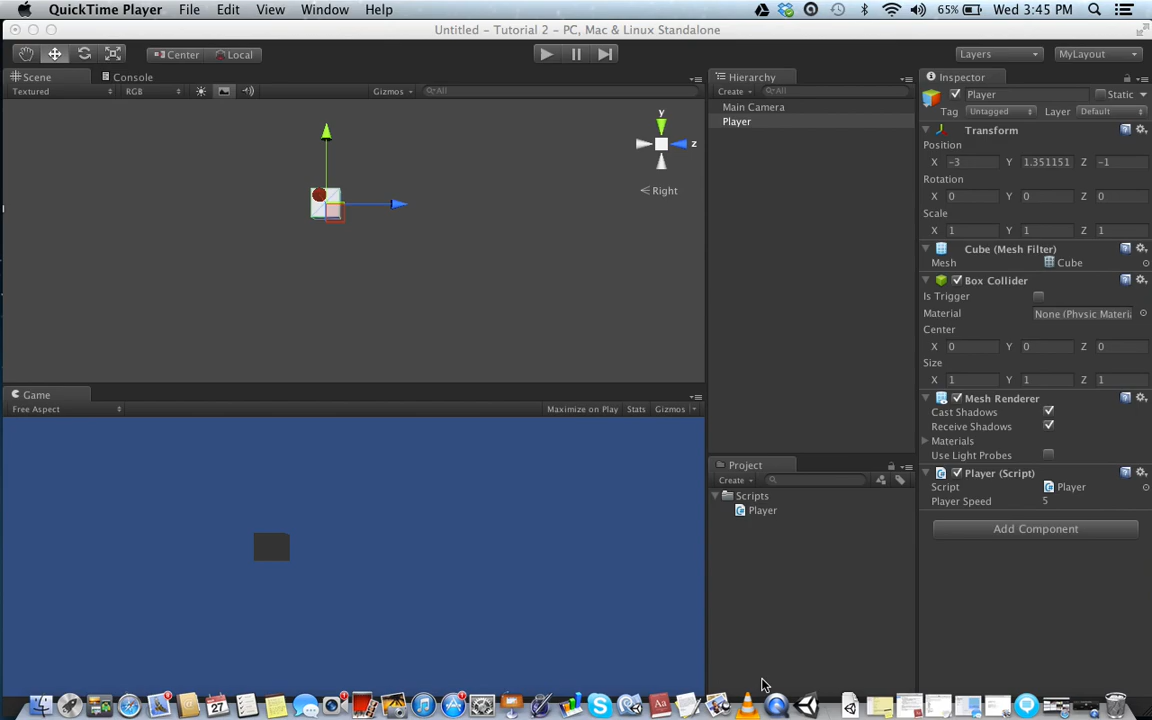 QuickTime Player File Edit View Window Help 65% Wed 3:45 PM
Untitled - Tutorial 2 - PC, Mac & Linux Standalone
Center Local Layers MyLayout
Scene Console
Textured RGB Gizmos All
y
z
Right
Hierarchy
Create All
Main Camera
Player
Inspector
Player Static
Tag Untagged Layer Default
Transform
Position
X -3 Y 1.351151 Z -1
Rotation
X 0 Y 0 Z 0
Scale
X 1 Y 1 Z 1
Cube (Mesh Filter)
Mesh Cube
Box Collider
Is Trigger
Material None (Physic Materia
Center
X 0 Y 0 Z 0
Size
X 1 Y 1 Z 1
Mesh Renderer
Cast Shadows
Receive Shadows
Materials
Use Light Probes
Player (Script)
Script Player
Player Speed 5
Add Component
Game
Free Aspect Maximize on Play Stats Gizmos
Project
Create
Scripts
Player
27
Aa